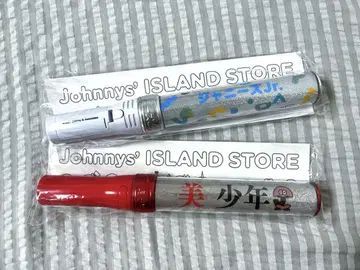 Johnnys' ISLAND STORE
ジャニーズJr.
Johnnys' ISLAND STORE
美 少年